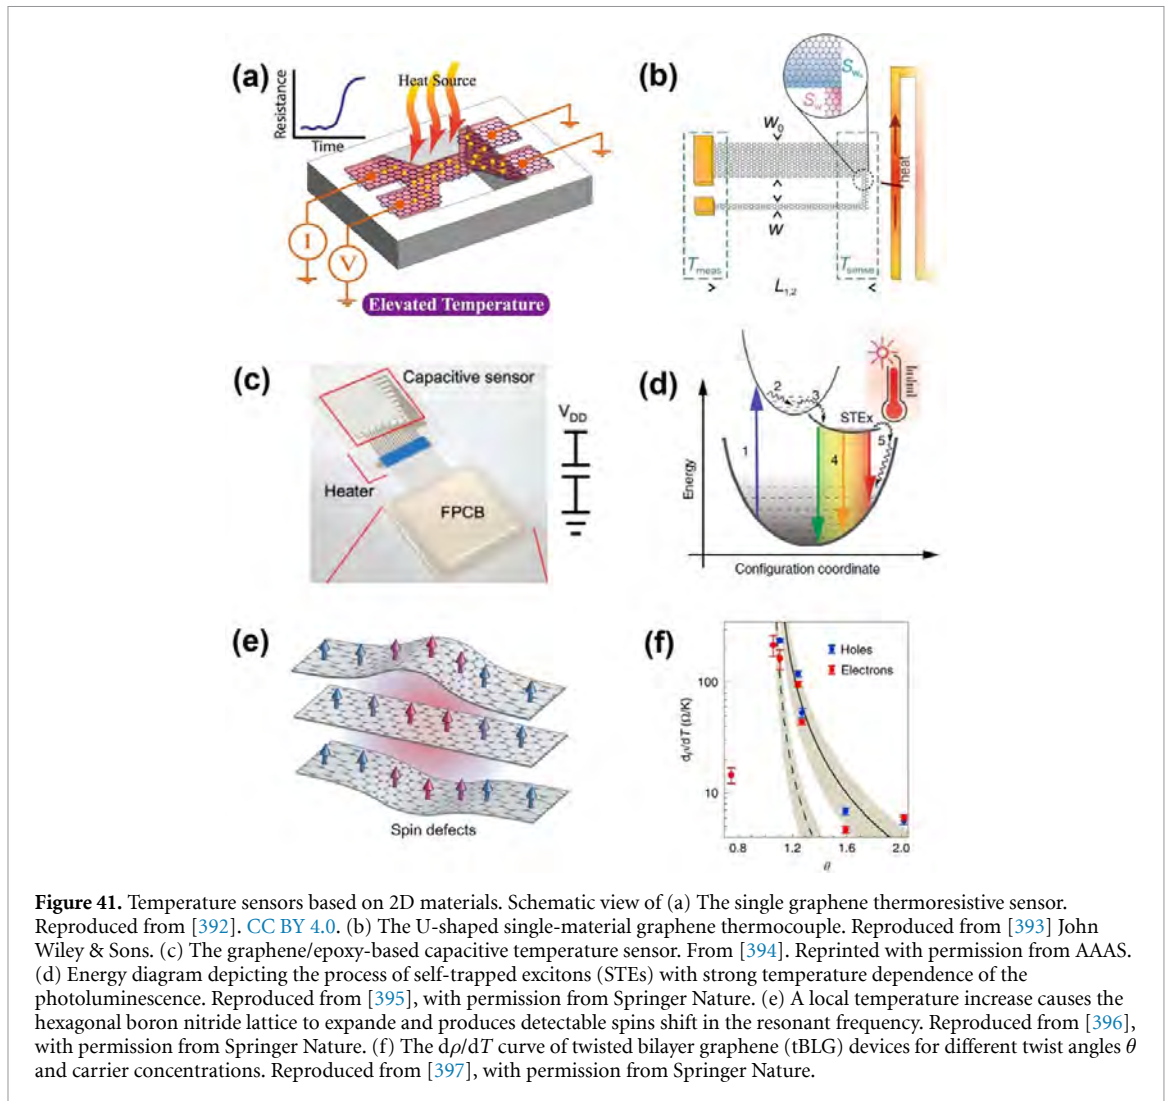 (a)
Resistance
Time
Heat Source
I
V
Elevated Temperature
(b)
S
W₀
S
W
W₀
W
I
heat
T
meas
T
sense
L₁,₂
(c)
Capacitive sensor
Heater
FPCB
V
DD
(d)
Energy
1
2
3
STEx
4
5
Configuration coordinate
(e)
Spin defects
(f)
Holes
Electrons
100
10
0.8
1.2
1.6
2.0
θ
Figure 41. Temperature sensors based on 2D materials. Schematic view of (a) The single graphene thermoresistive sensor.
Reproduced from [392]. CC BY 4.0. (b) The U-shaped single-material graphene thermocouple. Reproduced from [393] John
Wiley & Sons. (c) The graphene/epoxy-based capacitive temperature sensor. From [394]. Reprinted with permission from AAAS.
(d) Energy diagram depicting the process of self-trapped excitons (STEs) with strong temperature dependence of the
photoluminescence. Reproduced from [395], with permission from Springer Nature. (e) A local temperature increase causes the
hexagonal boron nitride lattice to expande and produces detectable spins shift in the resonant frequency. Reproduced from [396],
with permission from Springer Nature. (f) The dρ/dT curve of twisted bilayer graphene (tBLG) devices for different twist angles θ
and carrier concentrations. Reproduced from [397], with permission from Springer Nature.